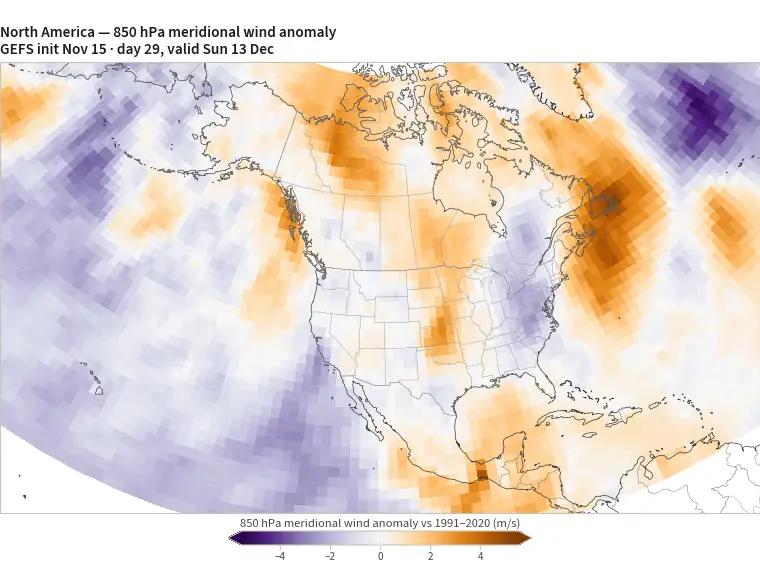 North America — 850 hPa meridional wind anomaly
GEFS init Nov 15 · day 29, valid Sun 13 Dec
850 hPa meridional wind anomaly vs 1991–2020 (m/s)
−4 −2 0 2 4